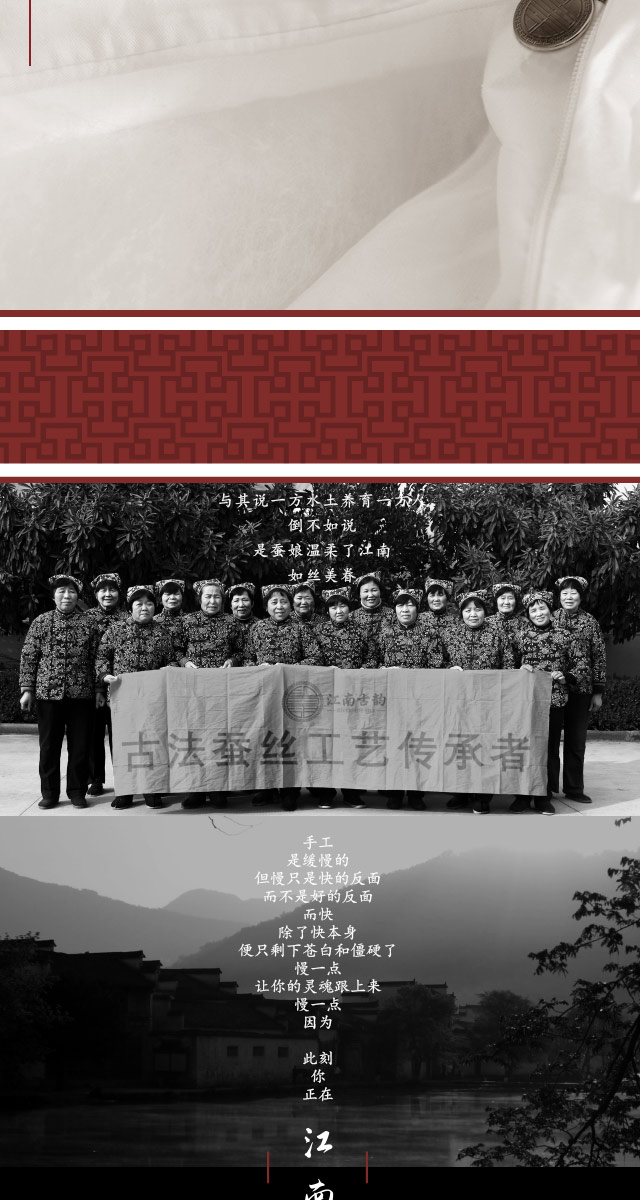 与其说一方水土养育一方人
倒不如说
是蚕娘温柔了江南
如丝美眷
江南古韵
古法蚕丝工艺传承者
手工
是缓慢的
但慢只是快的反面
而不是好的反面
而快
除了快本身
便只剩下苍白和僵硬了
慢一点
让你的灵魂跟上来
慢一点
因为
此刻
你
正在
江
南